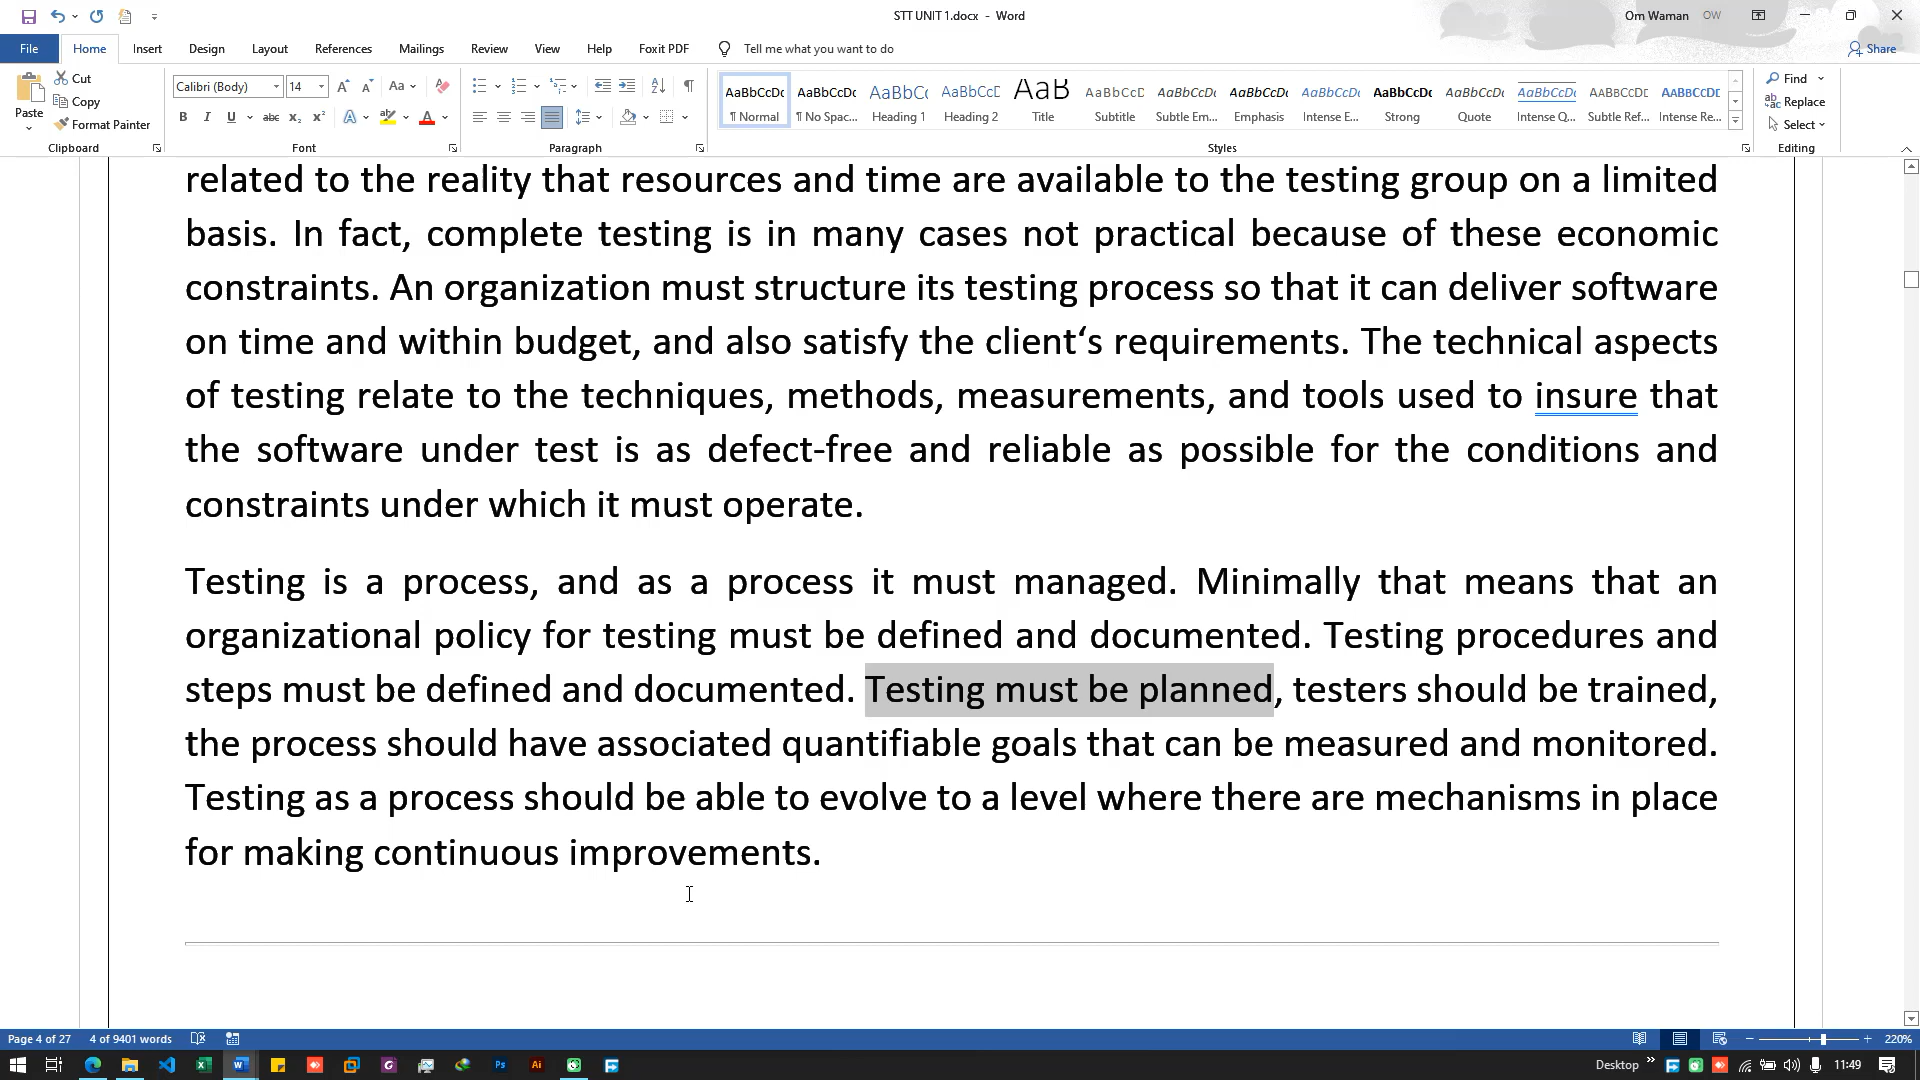 STT UNIT 1.docx - Word
Om Waman OW
File Home Insert Design Layout References Mailings Review View Help Foxit PDF Tell me what you want to do Share
Paste
Cut
Copy
Format Painter
Clipboard
Calibri (Body) 14
Font
Paragraph
AaBbCcDc AaBbCcDc AaBbCc AaBbCcD AaB AaBbCcD AaBbCcDc AaBbCcDc AaBbCcDc AaBbCcDc AaBbCcDc AaBbCcDc AABBCCDD AABBCCDD
¶ Normal ¶ No Spac... Heading 1 Heading 2 Title Subtitle Subtle Em... Emphasis Intense E... Strong Quote Intense Q... Subtle Ref... Intense Re...
Styles
Find
Replace
Select
Editing
related to the reality that resources and time are available to the testing group on a limited
basis. In fact, complete testing is in many cases not practical because of these economic
constraints. An organization must structure its testing process so that it can deliver software
on time and within budget, and also satisfy the client‘s requirements. The technical aspects
of testing relate to the techniques, methods, measurements, and tools used to insure that
the software under test is as defect-free and reliable as possible for the conditions and
constraints under which it must operate.
Testing is a process, and as a process it must managed. Minimally that means that an
organizational policy for testing must be defined and documented. Testing procedures and
steps must be defined and documented. Testing must be planned, testers should be trained,
the process should have associated quantifiable goals that can be measured and monitored.
Testing as a process should be able to evolve to a level where there are mechanisms in place
for making continuous improvements.
Page 4 of 27 4 of 9401 words 220%
Desktop 11:49